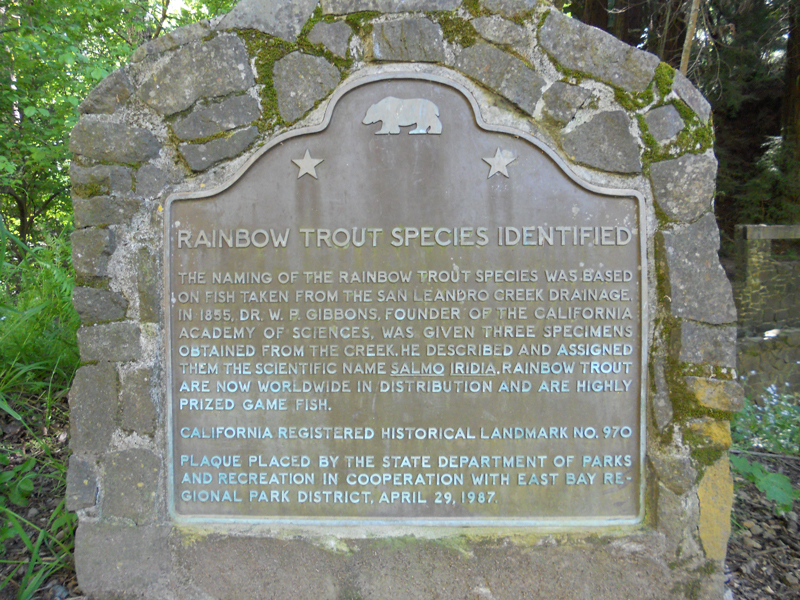 RAINBOW TROUT SPECIES IDENTIFIED
THE NAMING OF THE RAINBOW TROUT SPECIES WAS BASED
ON FISH TAKEN FROM THE SAN LEANDRO CREEK DRAINAGE.
IN 1855, DR. W. P. GIBBONS, FOUNDER OF THE CALIFORNIA
ACADEMY OF SCIENCES, WAS GIVEN THREE SPECIMENS
OBTAINED FROM THE CREEK. HE DESCRIBED AND ASSIGNED
THEM THE SCIENTIFIC NAME SALMO IRIDIA. RAINBOW TROUT
ARE NOW WORLDWIDE IN DISTRIBUTION AND ARE HIGHLY
PRIZED GAME FISH.
CALIFORNIA REGISTERED HISTORICAL LANDMARK NO. 970
PLAQUE PLACED BY THE STATE DEPARTMENT OF PARKS
AND RECREATION IN COOPERATION WITH EAST BAY RE-
GIONAL PARK DISTRICT, APRIL 29, 1987.